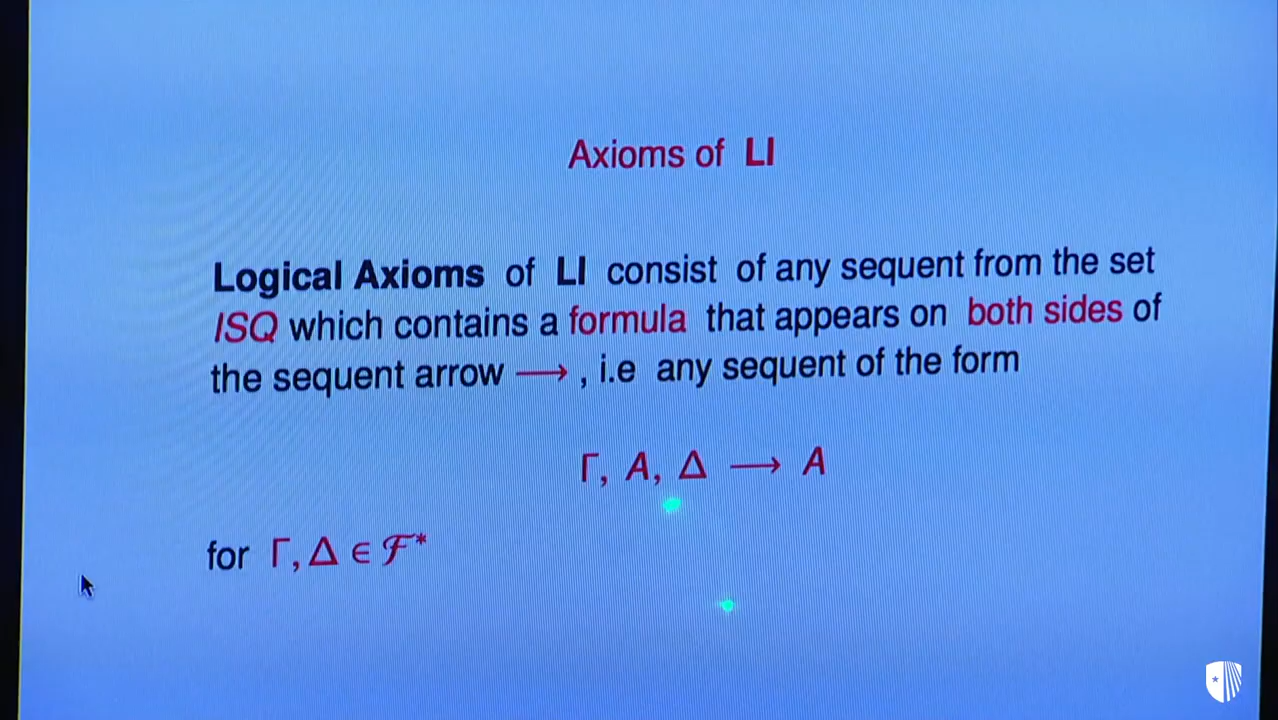 Axioms of LI
Logical Axioms of LI consist of any sequent from the set
ISQ which contains a formula that appears on both sides of
the sequent arrow ⟶ , i.e any sequent of the form
Γ, A, Δ ⟶ A
for Γ, Δ ∈ ℱ*